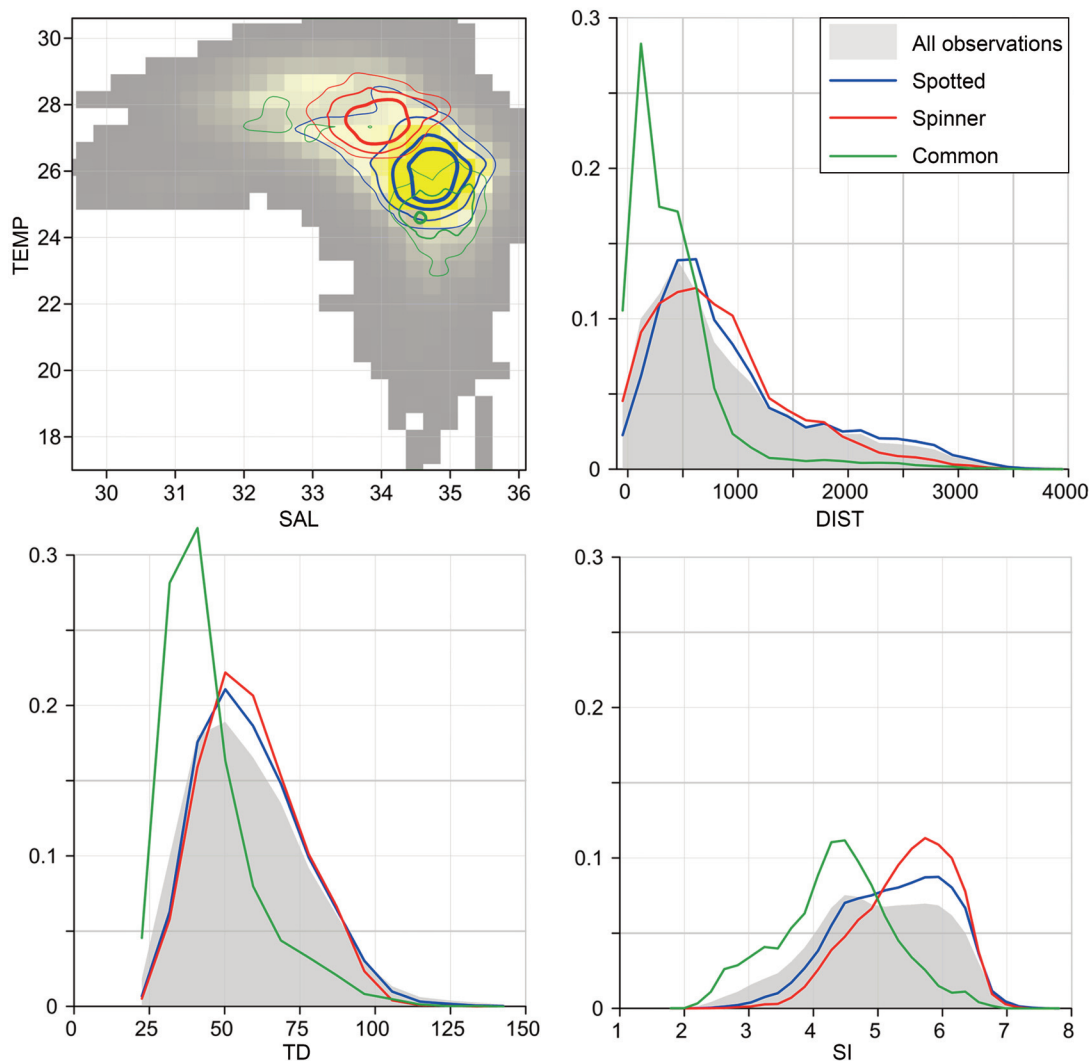 30
28
26
24
22
20
18
TEMP
30 31 32 33 34 35 36
SAL
0.3
0.2
0.1
0
0 1000 2000 3000 4000
DIST
All observations
Spotted
Spinner
Common
0.3
0.2
0.1
0
0 25 50 75 100 125 150
TD
0.3
0.2
0.1
0
1 2 3 4 5 6 7 8
SI